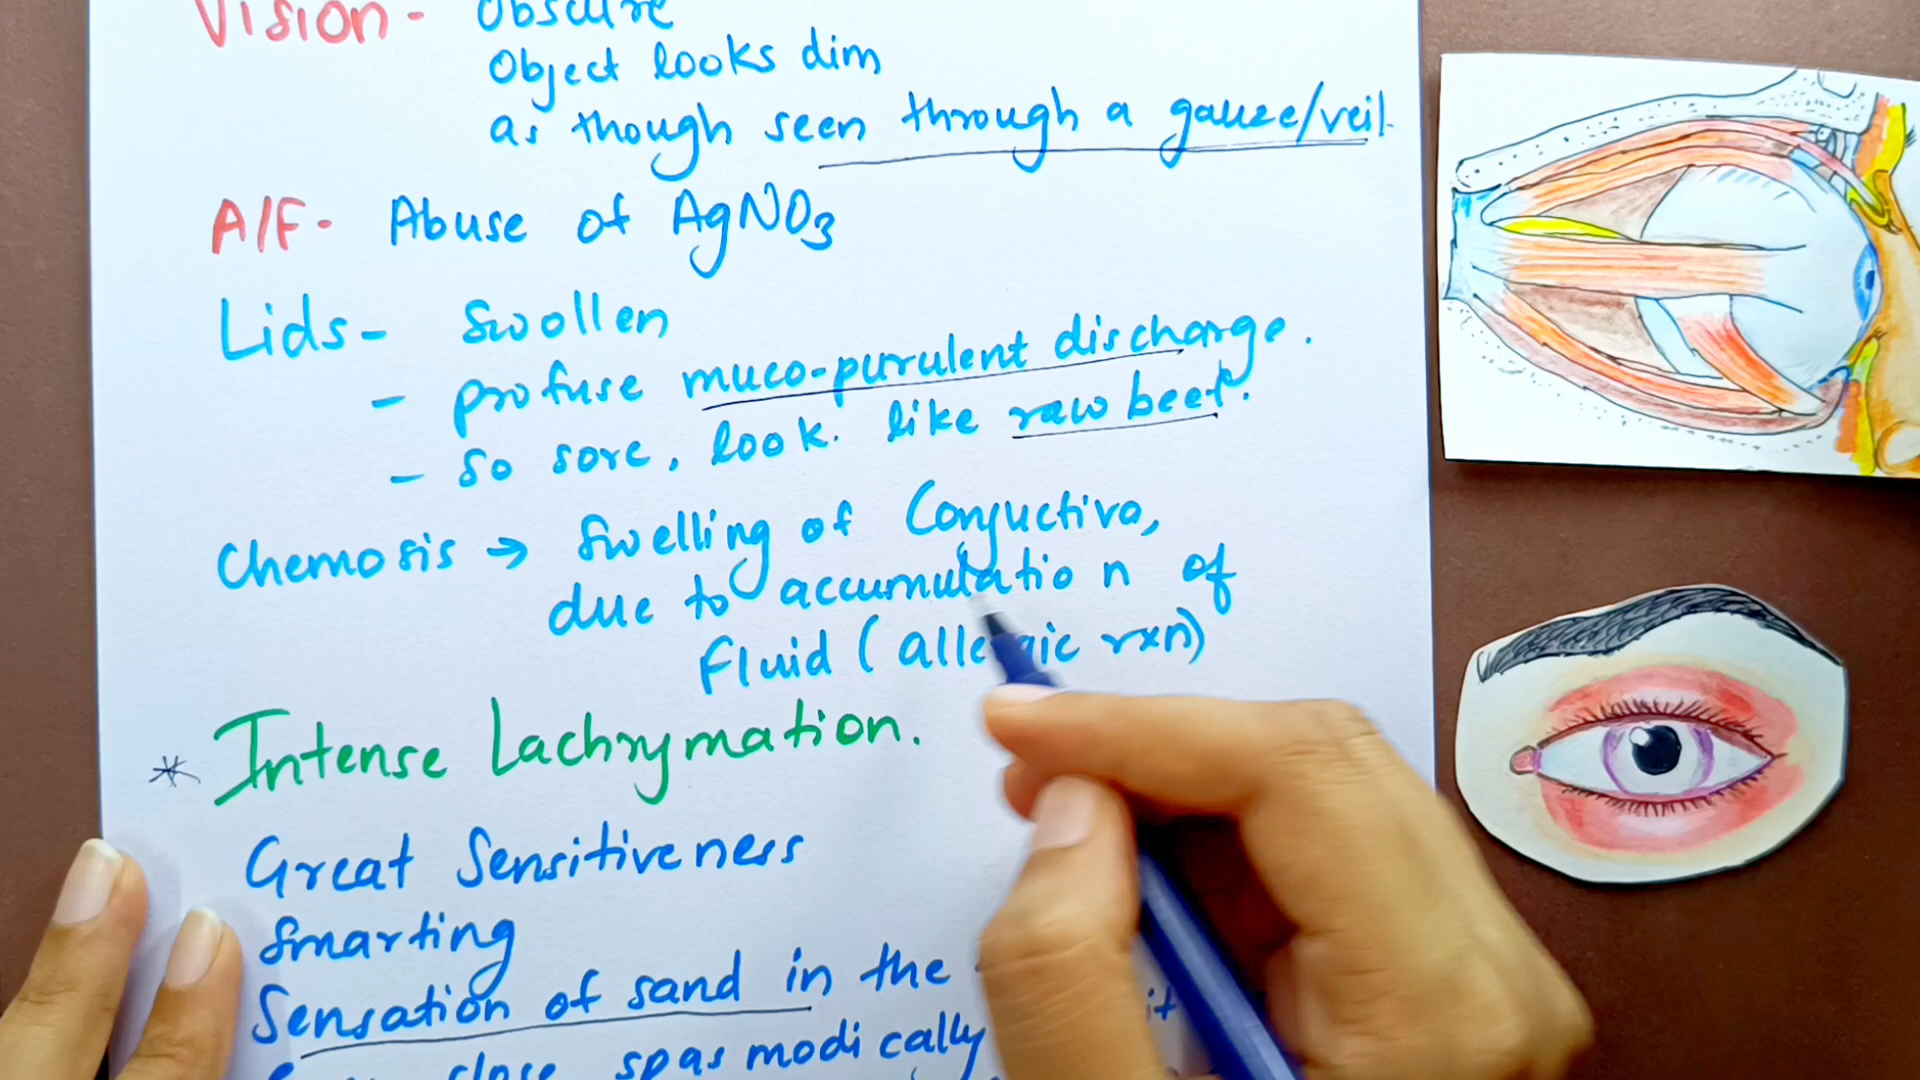 Vision- Obscure
Object looks dim
as though seen through a gauze/veil.
A/F- Abuse of AgNO3
Lids- Swollen
- profuse muco-purulent discharge.
- so sore, look. like raw beef.
Chemosis → Swelling of Conjuctiva,
due to accumulation of
fluid (allergic rxn)
* Intense Lachrymation.
Great Sensitiveness
Smarting
Sensation of sand in the
close spasmodically it